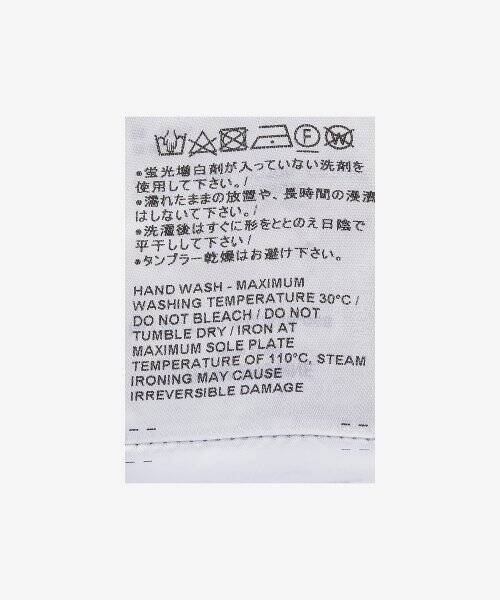 F W
●蛍光増白剤が入っていない洗剤を
使用して下さい。/
●濡れたままの放置や、長時間の浸漬
はしないて下さい。/
●洗濯後はすぐに形をととのえ日陰で
平干しして下さい/
●タンブラー乾燥はお避け下さい。
HAND WASH - MAXIMUM
WASHING TEMPERATURE 30°C /
DO NOT BLEACH / DO NOT
TUMBLE DRY / IRON AT
MAXIMUM SOLE PLATE
TEMPERATURE OF 110°C, STEAM
IRONING MAY CAUSE
IRREVERSIBLE DAMAGE